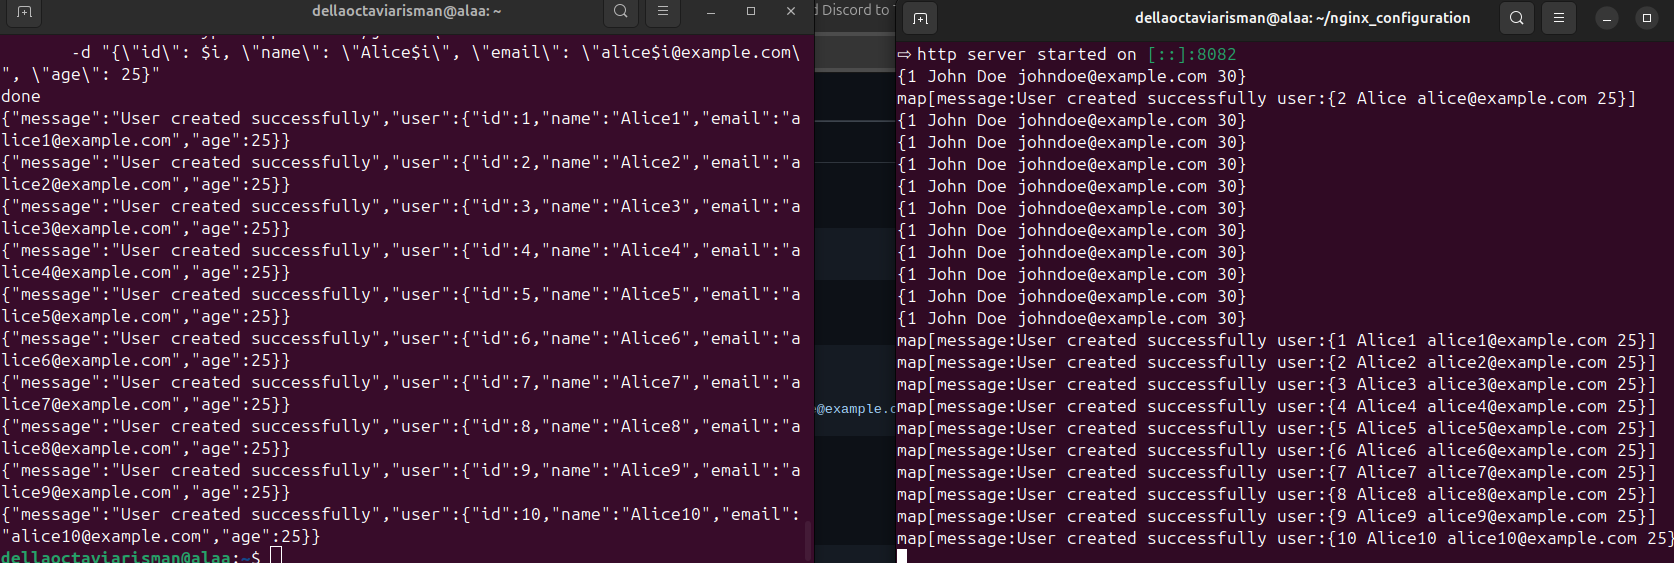 dellaoctaviarisman@alaa: ~
-d "{\"id\": $i, \"name\": \"Alice$i\", \"email\": \"alice$i@example.com\
", \"age\": 25}"
done
{"message":"User created successfully","user":{"id":1,"name":"Alice1","email":"a
lice1@example.com","age":25}}
{"message":"User created successfully","user":{"id":2,"name":"Alice2","email":"a
lice2@example.com","age":25}}
{"message":"User created successfully","user":{"id":3,"name":"Alice3","email":"a
lice3@example.com","age":25}}
{"message":"User created successfully","user":{"id":4,"name":"Alice4","email":"a
lice4@example.com","age":25}}
{"message":"User created successfully","user":{"id":5,"name":"Alice5","email":"a
lice5@example.com","age":25}}
{"message":"User created successfully","user":{"id":6,"name":"Alice6","email":"a
lice6@example.com","age":25}}
{"message":"User created successfully","user":{"id":7,"name":"Alice7","email":"a
lice7@example.com","age":25}}
{"message":"User created successfully","user":{"id":8,"name":"Alice8","email":"a
lice8@example.com","age":25}}
{"message":"User created successfully","user":{"id":9,"name":"Alice9","email":"a
lice9@example.com","age":25}}
{"message":"User created successfully","user":{"id":10,"name":"Alice10","email":
"alice10@example.com","age":25}}
dellaoctaviarisman@alaa:~$
d Discord to
e@example.c
dellaoctaviarisman@alaa: ~/nginx_configuration
⇨ http server started on [::]:8082
{1 John Doe johndoe@example.com 30}
map[message:User created successfully user:{2 Alice alice@example.com 25}]
{1 John Doe johndoe@example.com 30}
{1 John Doe johndoe@example.com 30}
{1 John Doe johndoe@example.com 30}
{1 John Doe johndoe@example.com 30}
{1 John Doe johndoe@example.com 30}
{1 John Doe johndoe@example.com 30}
{1 John Doe johndoe@example.com 30}
{1 John Doe johndoe@example.com 30}
{1 John Doe johndoe@example.com 30}
{1 John Doe johndoe@example.com 30}
map[message:User created successfully user:{1 Alice1 alice1@example.com 25}]
map[message:User created successfully user:{2 Alice2 alice2@example.com 25}]
map[message:User created successfully user:{3 Alice3 alice3@example.com 25}]
map[message:User created successfully user:{4 Alice4 alice4@example.com 25}]
map[message:User created successfully user:{5 Alice5 alice5@example.com 25}]
map[message:User created successfully user:{6 Alice6 alice6@example.com 25}]
map[message:User created successfully user:{7 Alice7 alice7@example.com 25}]
map[message:User created successfully user:{8 Alice8 alice8@example.com 25}]
map[message:User created successfully user:{9 Alice9 alice9@example.com 25}]
map[message:User created successfully user:{10 Alice10 alice10@example.com 25}